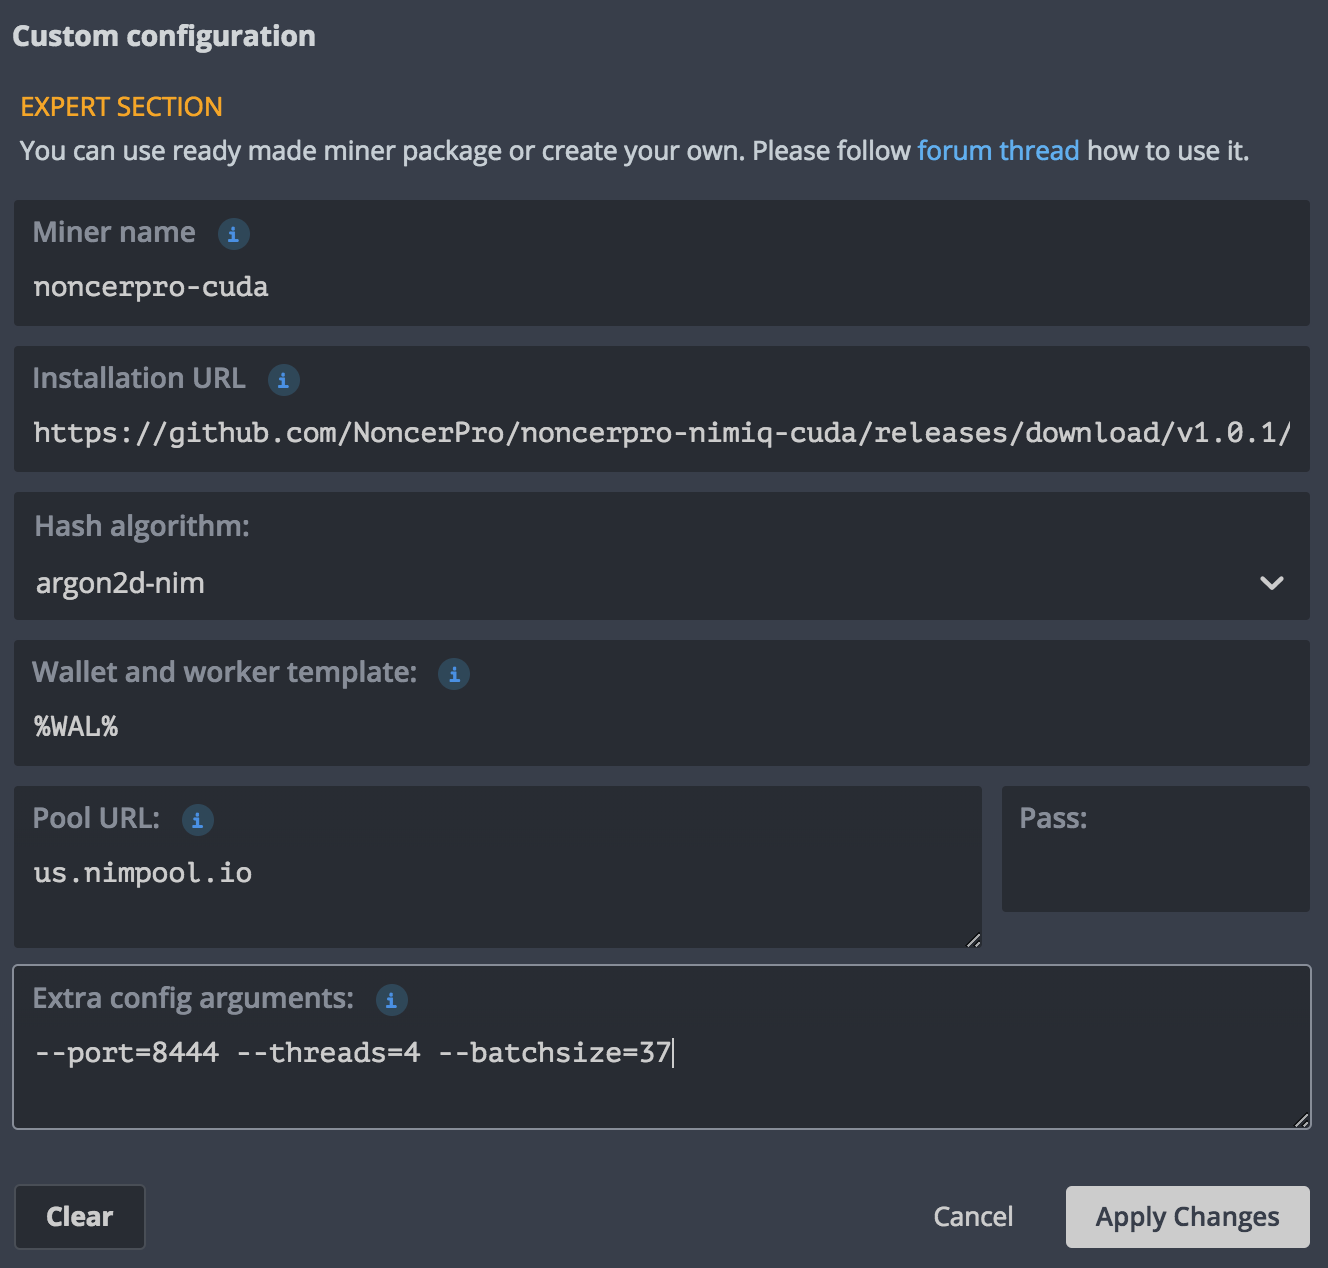 Custom configuration
EXPERT SECTION
You can use ready made miner package or create your own. Please follow forum thread how to use it.
Miner name
noncerpro-cuda
Installation URL
https://github.com/NoncerPro/noncerpro-nimiq-cuda/releases/download/v1.0.1/
Hash algorithm:
argon2d-nim
Wallet and worker template:
%WAL%
Pool URL:
us.nimpool.io
Pass:
Extra config arguments:
--port=8444 --threads=4 --batchsize=37
Clear
Cancel
Apply Changes